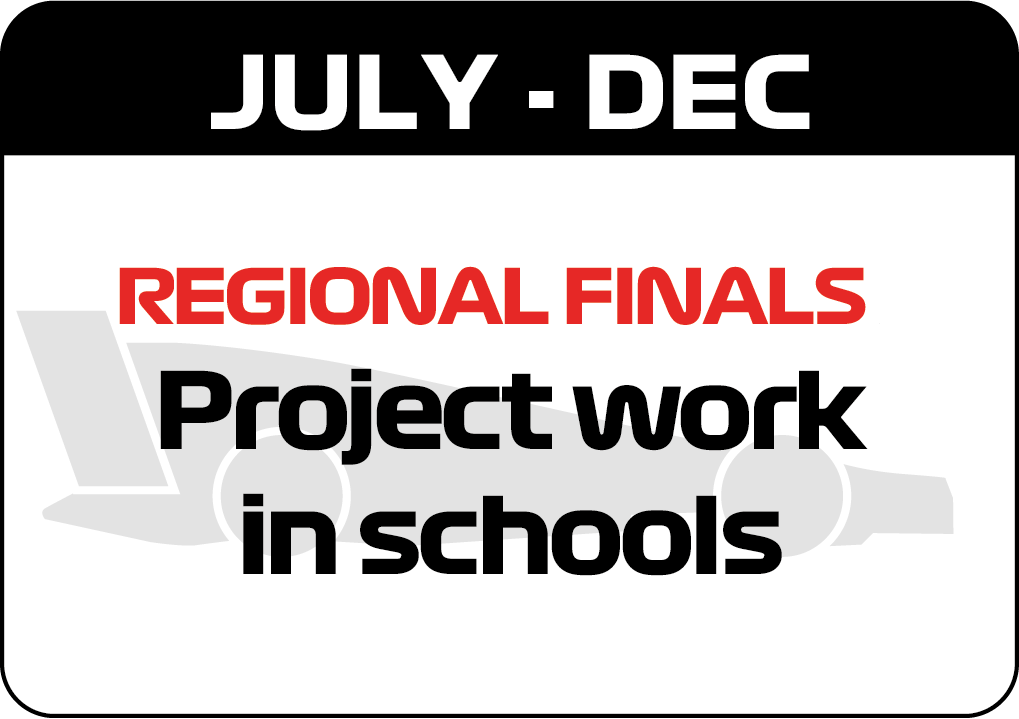 JULY - DEC
REGIONAL FINALS
Project work
in schools